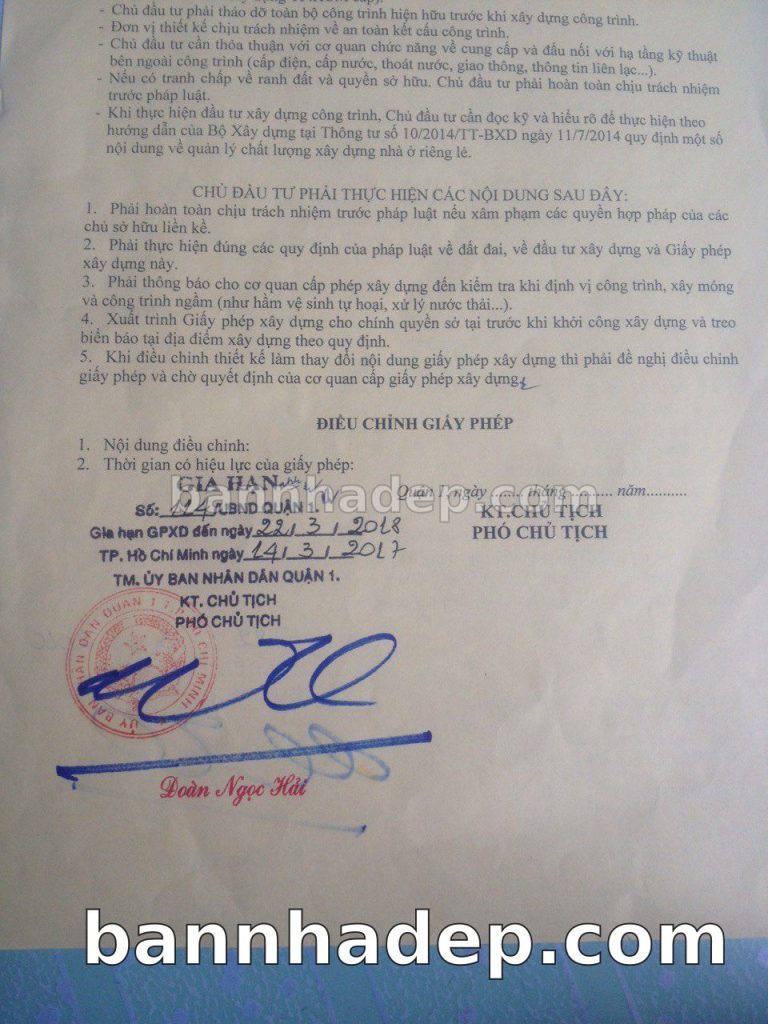 - Chủ đầu tư phải tháo dỡ toàn bộ công trình hiện hữu trước khi xây dựng công trình.
- Đơn vị thiết kế chịu trách nhiệm về an toàn kết cấu công trình.
- Chủ đầu tư cần thỏa thuận với cơ quan chức năng về cung cấp và đấu nối với hạ tầng kỹ thuật
bên ngoài công trình (cấp điện, cấp nước, thoát nước, giao thông, thông tin liên lạc...).
- Nếu có tranh chấp về ranh đất và quyền sở hữu. Chủ đầu tư phải hoàn toàn chịu trách nhiệm
trước pháp luật.
- Khi thực hiện đầu tư xây dựng công trình, Chủ đầu tư cần đọc kỹ và hiểu rõ để thực hiện theo
hướng dẫn của Bộ Xây dựng tại Thông tư số 10/2014/TT-BXD ngày 11/7/2014 quy định một số
nội dung về quản lý chất lượng xây dựng nhà ở riêng lẻ.
CHỦ ĐẦU TƯ PHẢI THỰC HIỆN CÁC NỘI DUNG SAU ĐÂY:
1. Phải hoàn toàn chịu trách nhiệm trước pháp luật nếu xâm phạm các quyền hợp pháp của các
chủ sở hữu liền kề.
2. Phải thực hiện đúng các quy định của pháp luật về đất đai, về đầu tư xây dựng và Giấy phép
xây dựng này.
3. Phải thông báo cho cơ quan cấp phép xây dựng đến kiểm tra khi định vị công trình, xây móng
và công trình ngầm (như hầm vệ sinh tự hoại, xử lý nước thải...).
4. Xuất trình Giấy phép xây dựng cho chính quyền sở tại trước khi khởi công xây dựng và treo
biển báo tại địa điểm xây dựng theo quy định.
5. Khi điều chỉnh thiết kế làm thay đổi nội dung giấy phép xây dựng thì phải đề nghị điều chỉnh
giấy phép và chờ quyết định của cơ quan cấp giấy phép xây dựng.
ĐIỀU CHỈNH GIẤY PHÉP
1. Nội dung điều chỉnh:
2. Thời gian có hiệu lực của giấy phép:
GIA HẠN
Quận 1, ngày ........ tháng .......... năm..........
bannhadep.com
Số: 114/UBND QUẬN 1.
KT.CHỦ TỊCH
Gia hạn GPXD đến ngày 22/3/2018
PHÓ CHỦ TỊCH
TP. Hồ Chí Minh ngày 14/3/2017
TM. ỦY BAN NHÂN DÂN QUẬN 1.
KT. CHỦ TỊCH
PHÓ CHỦ TỊCH
bannhadep.com
Đoàn Ngọc Hải
bannhadep.com